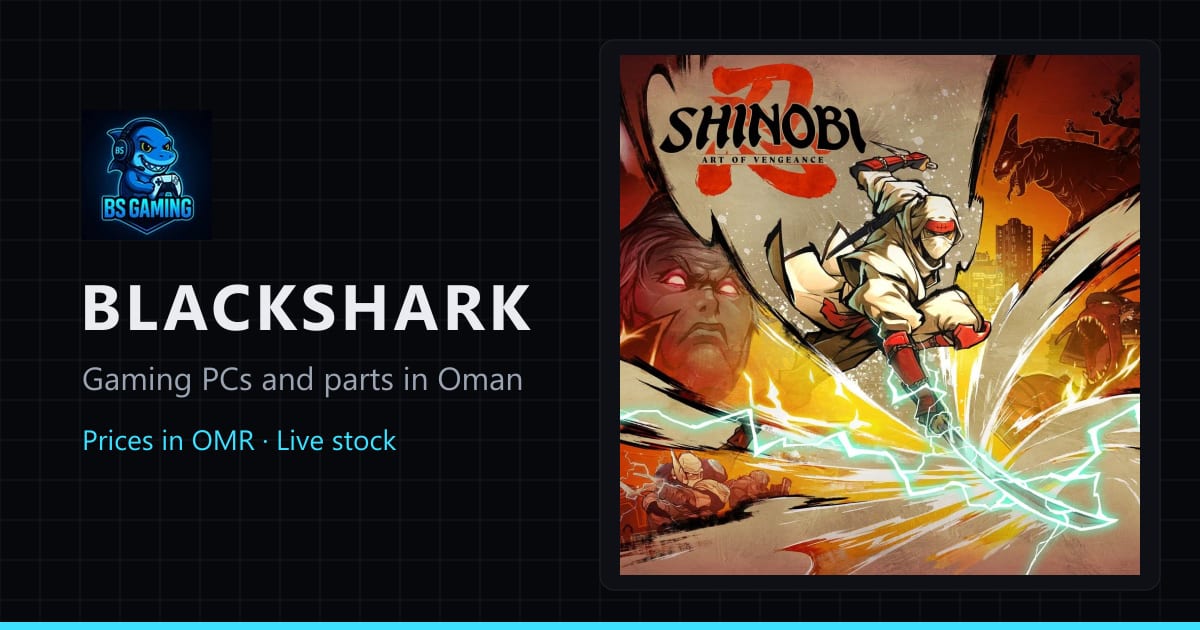 BS
BS GAMING
BLACKSHARK
Gaming PCs and parts in Oman
Prices in OMR · Live stock
忍
SHINOBI
ART OF VENGEANCE